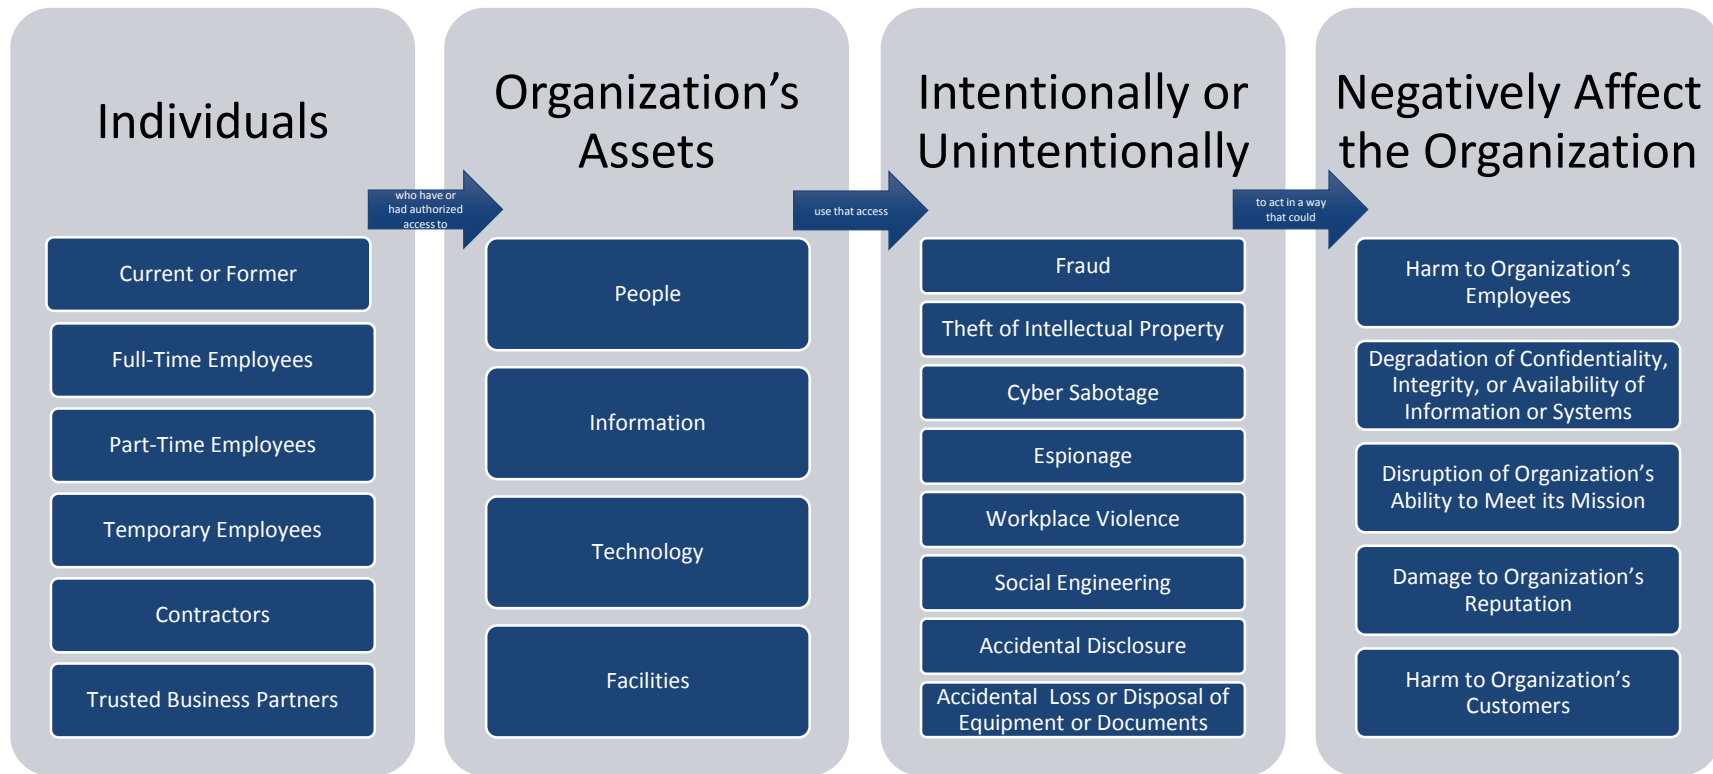 Individuals
who have or
had authorized
access to
Current or Former
Full-Time Employees
Part-Time Employees
Temporary Employees
Contractors
Trusted Business Partners
Organization’s
Assets
use that access
People
Information
Technology
Facilities
Intentionally or
Unintentionally
to act in a way
that could
Fraud
Theft of Intellectual Property
Cyber Sabotage
Espionage
Workplace Violence
Social Engineering
Accidental Disclosure
Accidental  Loss or Disposal of
Equipment or Documents
Negatively Affect
the Organization
Harm to Organization’s
Employees
Degradation of Confidentiality,
Integrity, or Availability of
Information or Systems
Disruption of Organization’s
Ability to Meet its Mission
Damage to Organization’s
Reputation
Harm to Organization’s
Customers